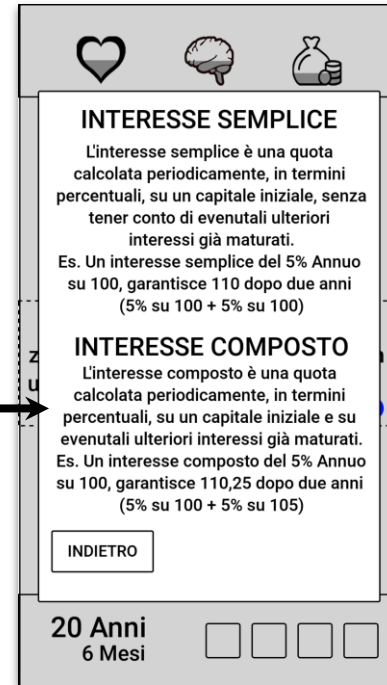 INTERESSE SEMPLICE
L'interesse semplice è una quota
calcolata periodicamente, in termini
percentuali, su un capitale iniziale, senza
tener conto di evenutali ulteriori
interessi già maturati.
Es. Un interesse semplice del 5% Annuo
su 100, garantisce 110 dopo due anni
(5% su 100 + 5% su 100)
INTERESSE COMPOSTO
L'interesse composto è una quota
calcolata periodicamente, in termini
percentuali, su un capitale iniziale e su
evenutali ulteriori interessi già maturati.
Es. Un interesse composto del 5% Annuo
su 100, garantisce 110,25 dopo due anni
(5% su 100 + 5% su 105)
INDIETRO
20 Anni
6 Mesi